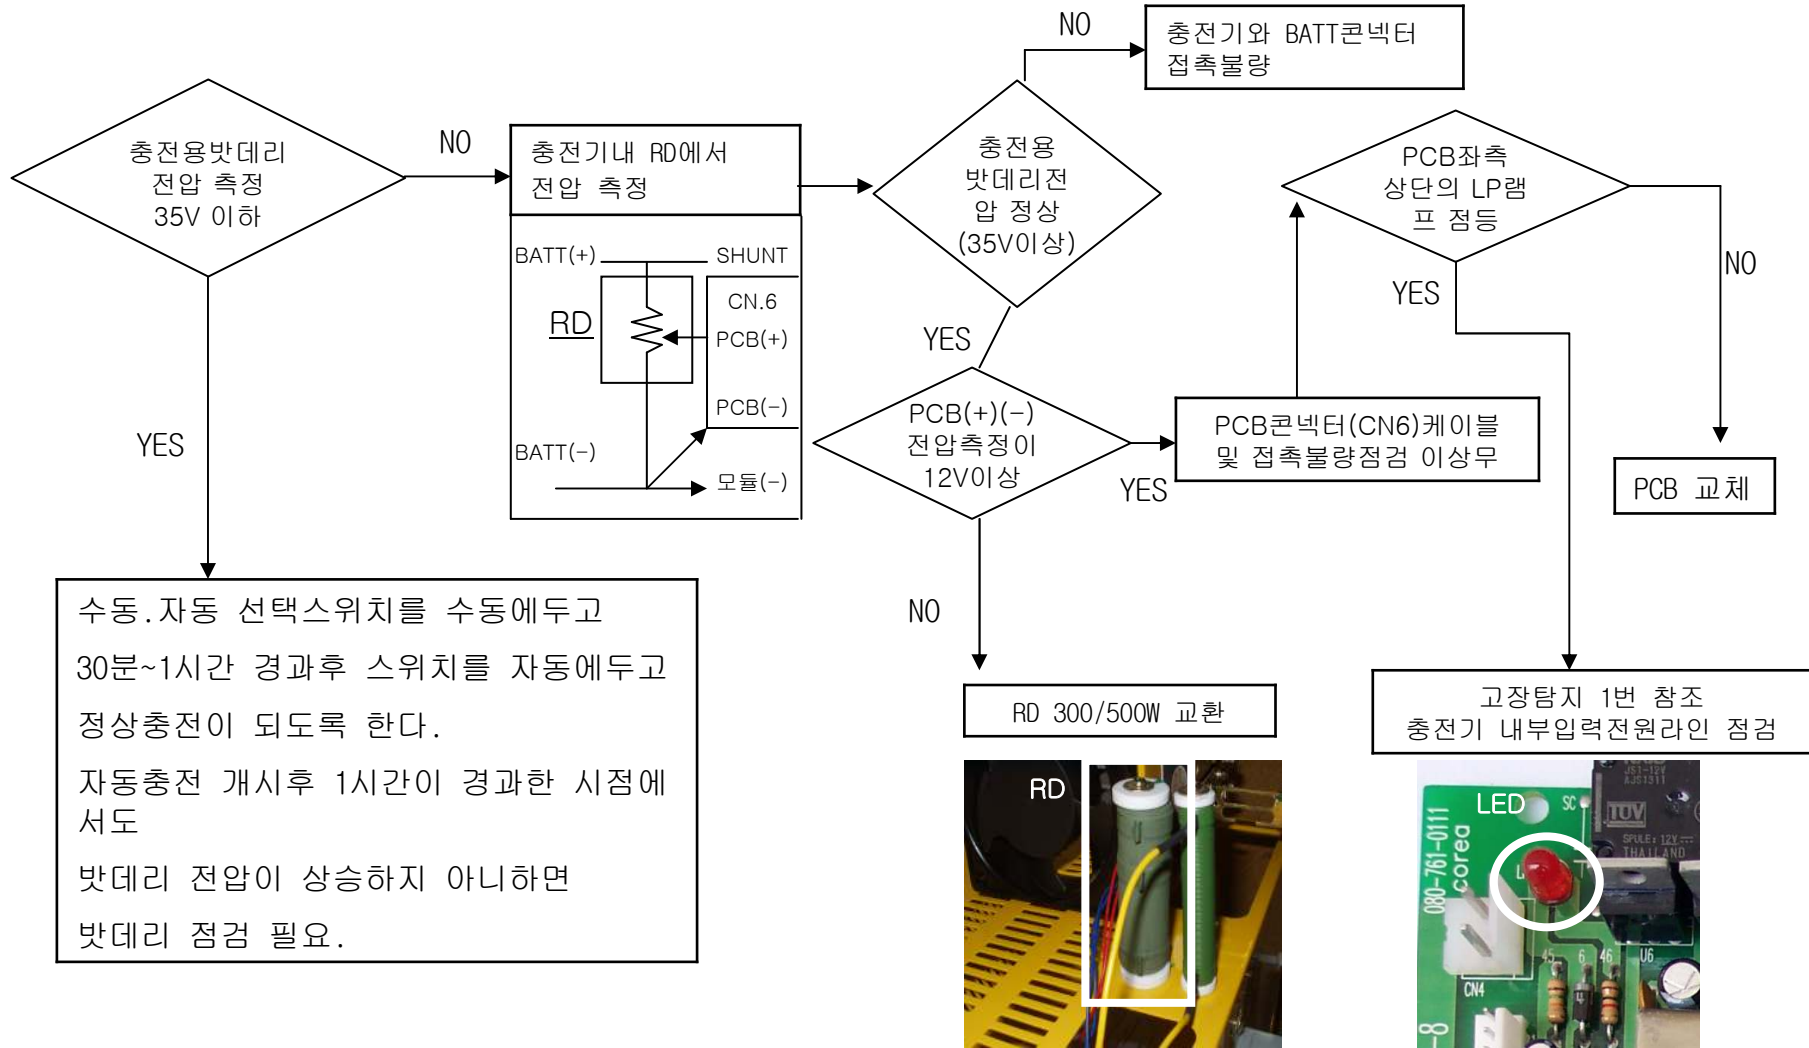 NO
충전기와 BATT콘넥터
접촉불량
충전용밧데리
전압 측정
35V 이하
NO
충전기내 RD에서
전압 측정
충전용
밧데리전
압 정상
(35V이상)
PCB좌측
상단의 LP램
프 점등
NO
YES
BATT(+)
SHUNT
CN.6
RD
PCB(+)
PCB(-)
BATT(-)
모듈(-)
YES
YES
PCB(+)(-)
전압측정이
12V이상
YES
PCB콘넥터(CN6)케이블
및 접촉불량점검 이상무
PCB 교체
수동.자동 선택스위치를 수동에두고
30분~1시간 경과후 스위치를 자동에두고
정상충전이 되도록 한다.
자동충전 개시후 1시간이 경과한 시점에
서도
밧데리 전압이 상승하지 아니하면
밧데리 점검 필요.
NO
RD 300/500W 교환
고장탐지 1번 참조
충전기 내부입력전원라인 점검
RD
LED
SC
JS1-12V
AJS1311
TUV
SPULE: 12V
THAILAND
080-761-0111
corea
45
6
46
U6
CN4
-8